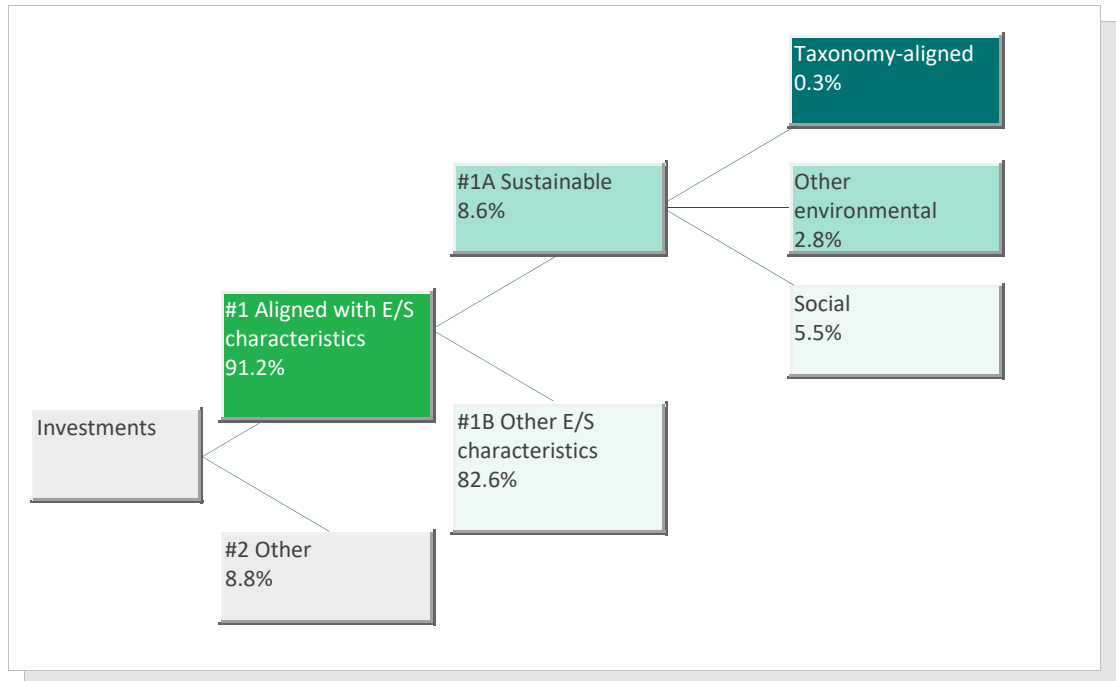 Taxonomy-aligned
0.3%
#1A Sustainable
8.6%
Other
environmental
2.8%
Social
5.5%
#1 Aligned with E/S
characteristics
91.2%
#1B Other E/S
characteristics
82.6%
Investments
#2 Other
8.8%